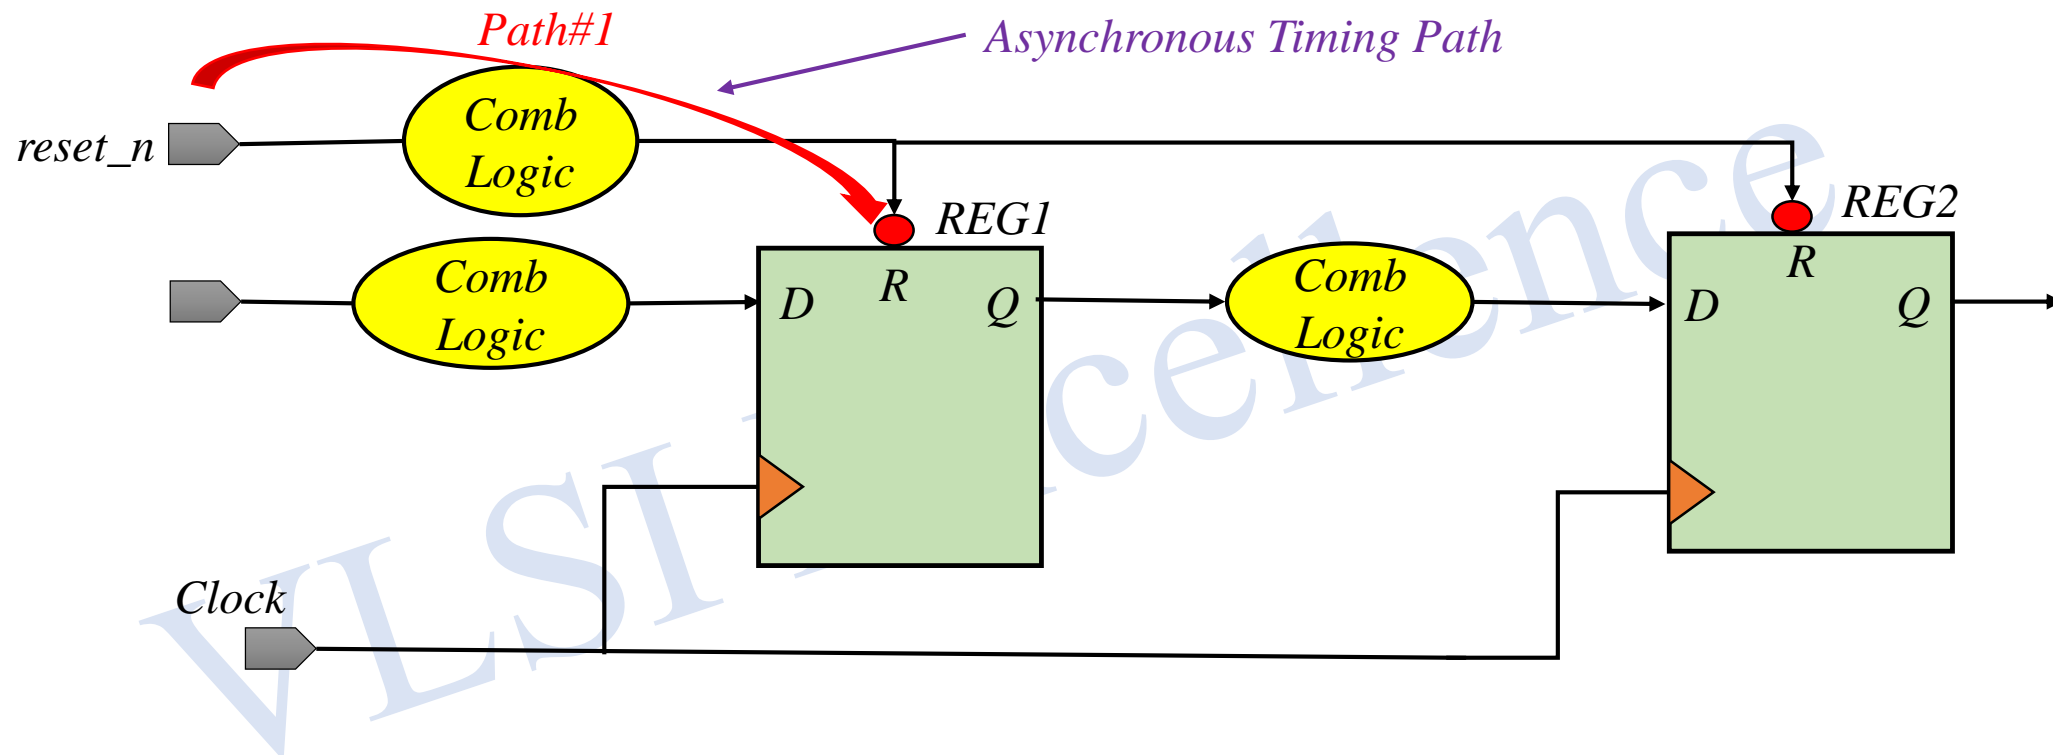 Path#1
Asynchronous Timing Path
reset_n
Comb
Logic
REG1
REG2
Comb
Logic
D
R
Q
Comb
Logic
D
R
Q
Clock
VLSI Excellence